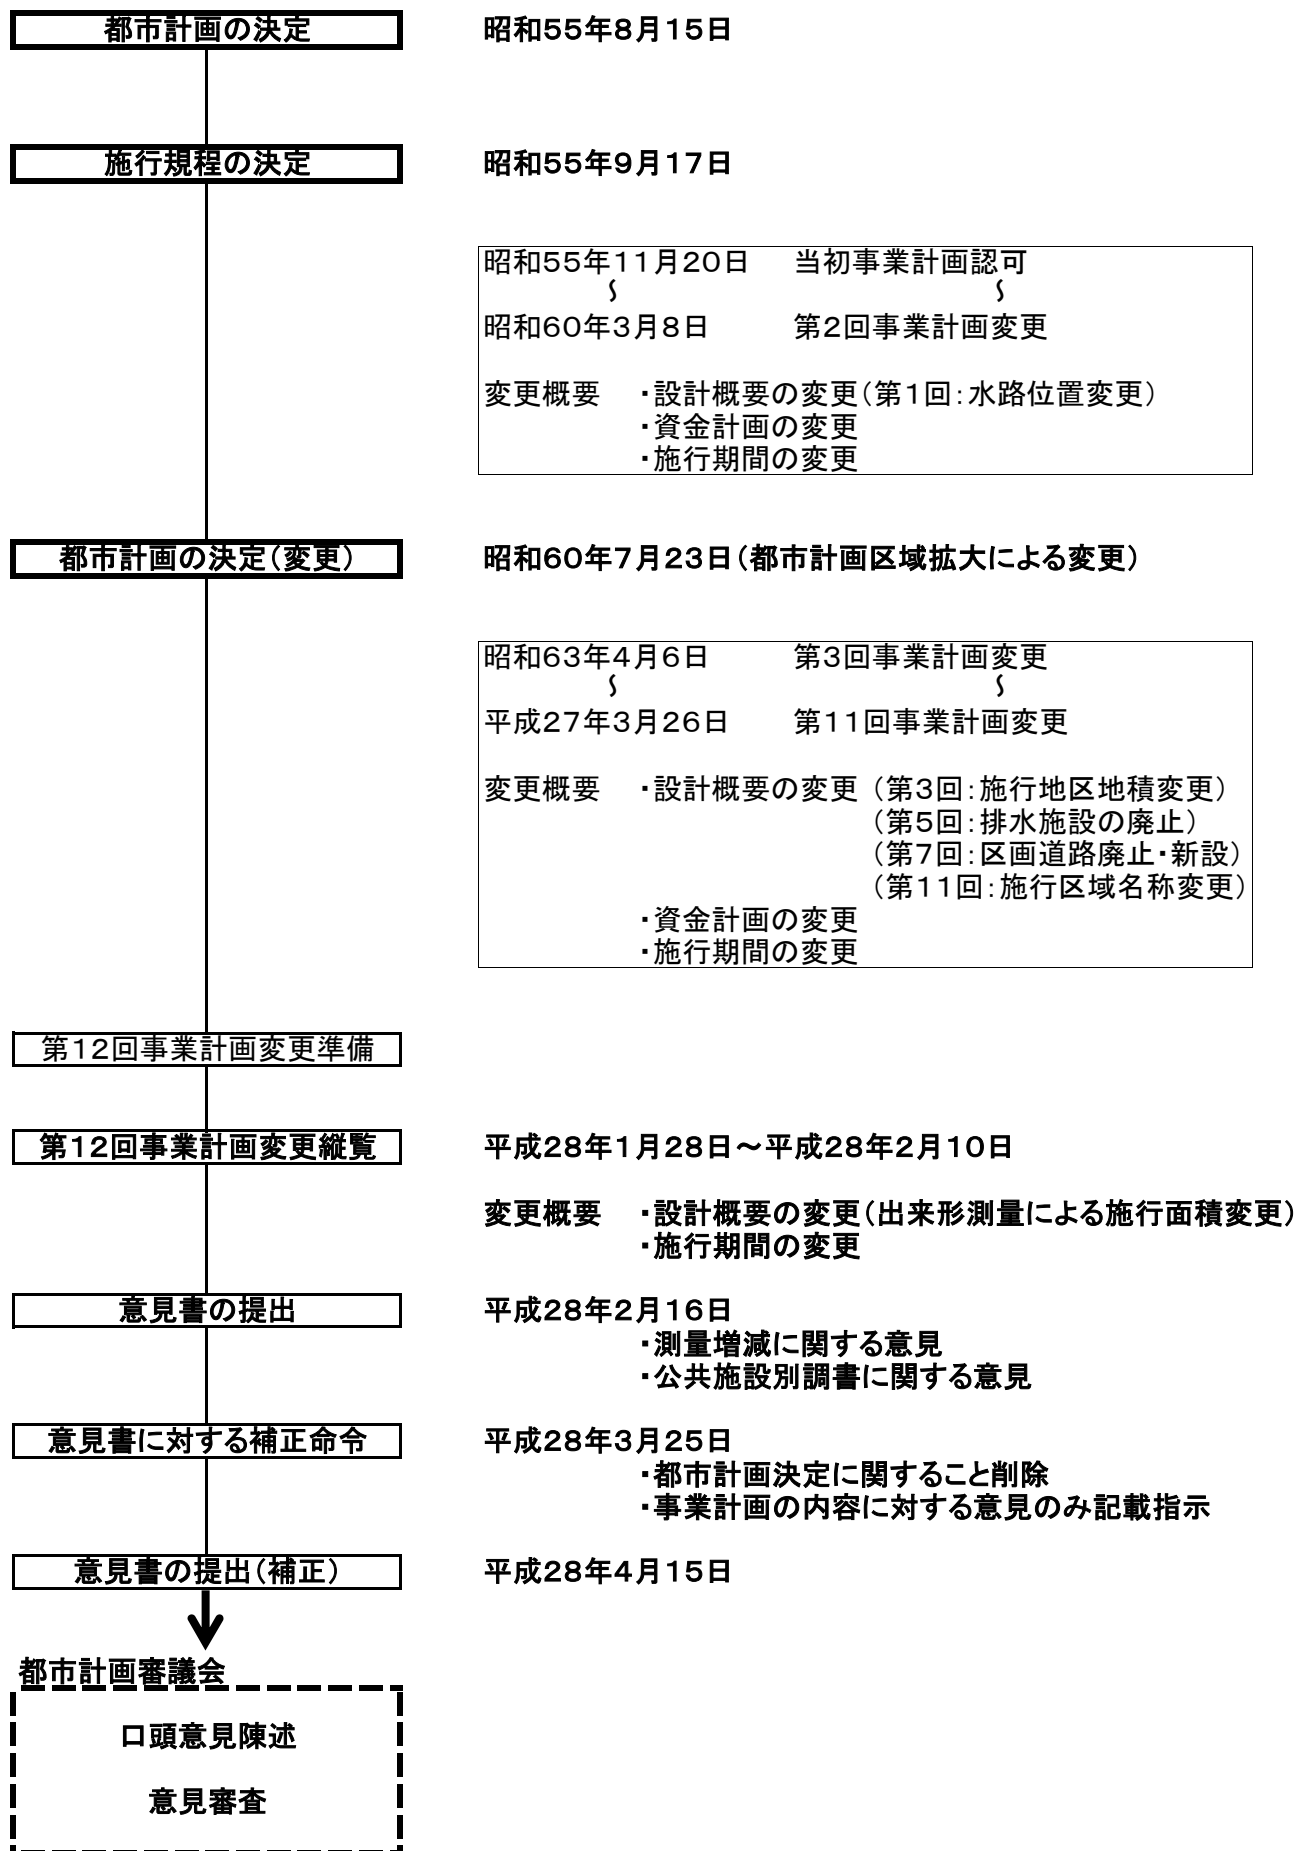 都市計画の決定　昭和55年8月15日
施行規程の決定　昭和55年9月17日
昭和55年11月20日　当初事業計画認可
～　～
昭和60年3月8日　第2回事業計画変更
変更概要　・設計概要の変更（第1回：水路位置変更）
・資金計画の変更
・施行期間の変更
都市計画の決定（変更）　昭和60年7月23日（都市計画区域拡大による変更）
昭和63年4月6日　第3回事業計画変更
～　～
平成27年3月26日　第11回事業計画変更
変更概要　・設計概要の変更（第3回：施行地区地積変更）
（第5回：排水施設の廃止）
（第7回：区画道路廃止・新設）
（第11回：施行区域名称変更）
・資金計画の変更
・施行期間の変更
第12回事業計画変更準備
第12回事業計画変更縦覧　平成28年1月28日～平成28年2月10日
変更概要　・設計概要の変更（出来形測量による施行面積変更）
・施行期間の変更
意見書の提出　平成28年2月16日
・測量増減に関する意見
・公共施設別調書に関する意見
意見書に対する補正命令　平成28年3月25日
・都市計画決定に関すること削除
・事業計画の内容に対する意見のみ記載指示
意見書の提出（補正）　平成28年4月15日
都市計画審議会
口頭意見陳述
意見審査